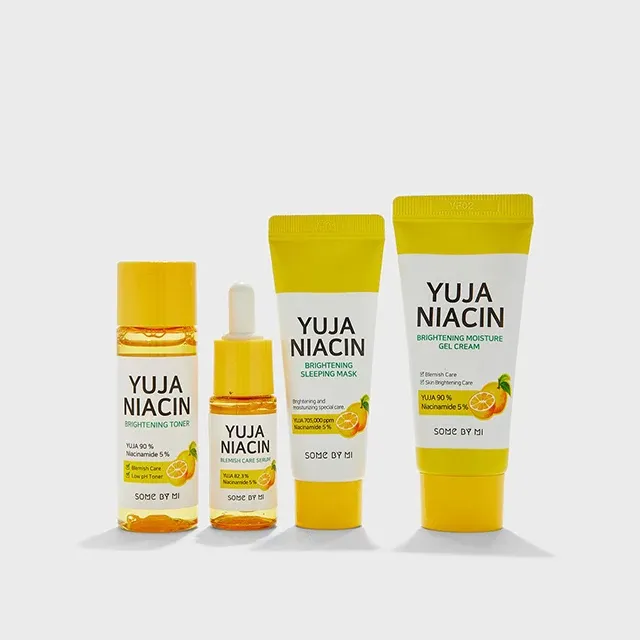 YUJA
NIACIN
BRIGHTENING TONER
YUJA 90 %
Niacinamide 5 %
Blemish Care
Low pH Toner
SOME BY MI
YUJA
NIACIN
BLEMISH CARE SERUM
YUJA 82.3 %
Niacinamide 5 %
SOME BY MI
YUJA
NIACIN
BRIGHTENING
SLEEPING MASK
Brightening and
moisturizing special care.
YUJA 705,000 ppm
Niacinamide 5 %
SOME BY MI
YUJA
NIACIN
BRIGHTENING MOISTURE
GEL CREAM
Blemish Care
Skin Brightening Care
YUJA 90 %
Niacinamide 5 %
SOME BY MI